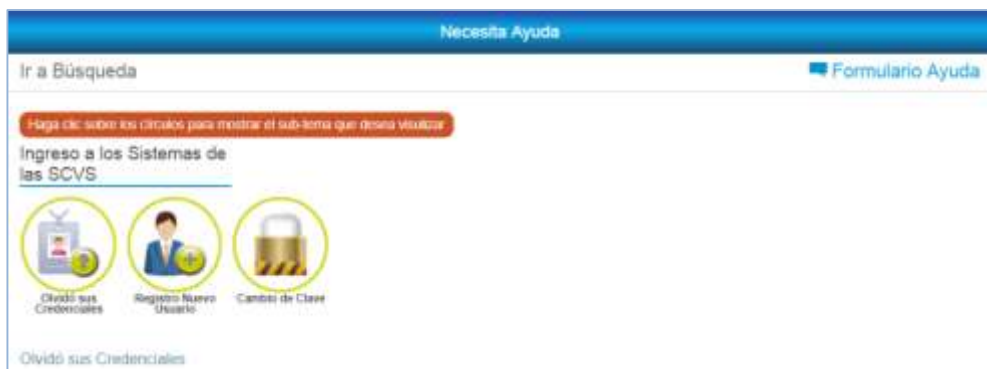 Necesita Ayuda
Ir a Búsqueda
Formulario Ayuda
Haga clic sobre los círculos para mostrar el sub-tema que desea visulizar
Ingreso a los Sistemas de
las SCVS
Olvidó sus
Credenciales
Registro Nuevo
Usuario
Cambio de Clave
Olvidó sus Credenciales